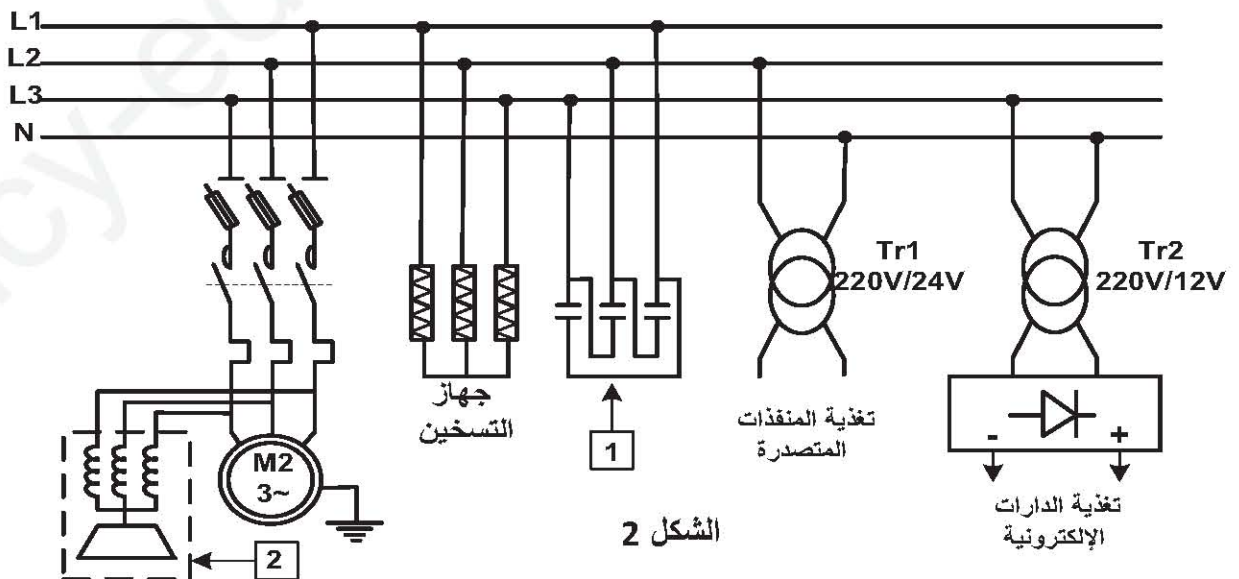 L1
L2
L3
N
Tr1
220V/24V
Tr2
220V/12V
جهاز
التسخين
1
تغذية المنفذات
المتصدرة
- +
M2
3~
2
الشكل 2
تغذية الدارات
الإلكترونية